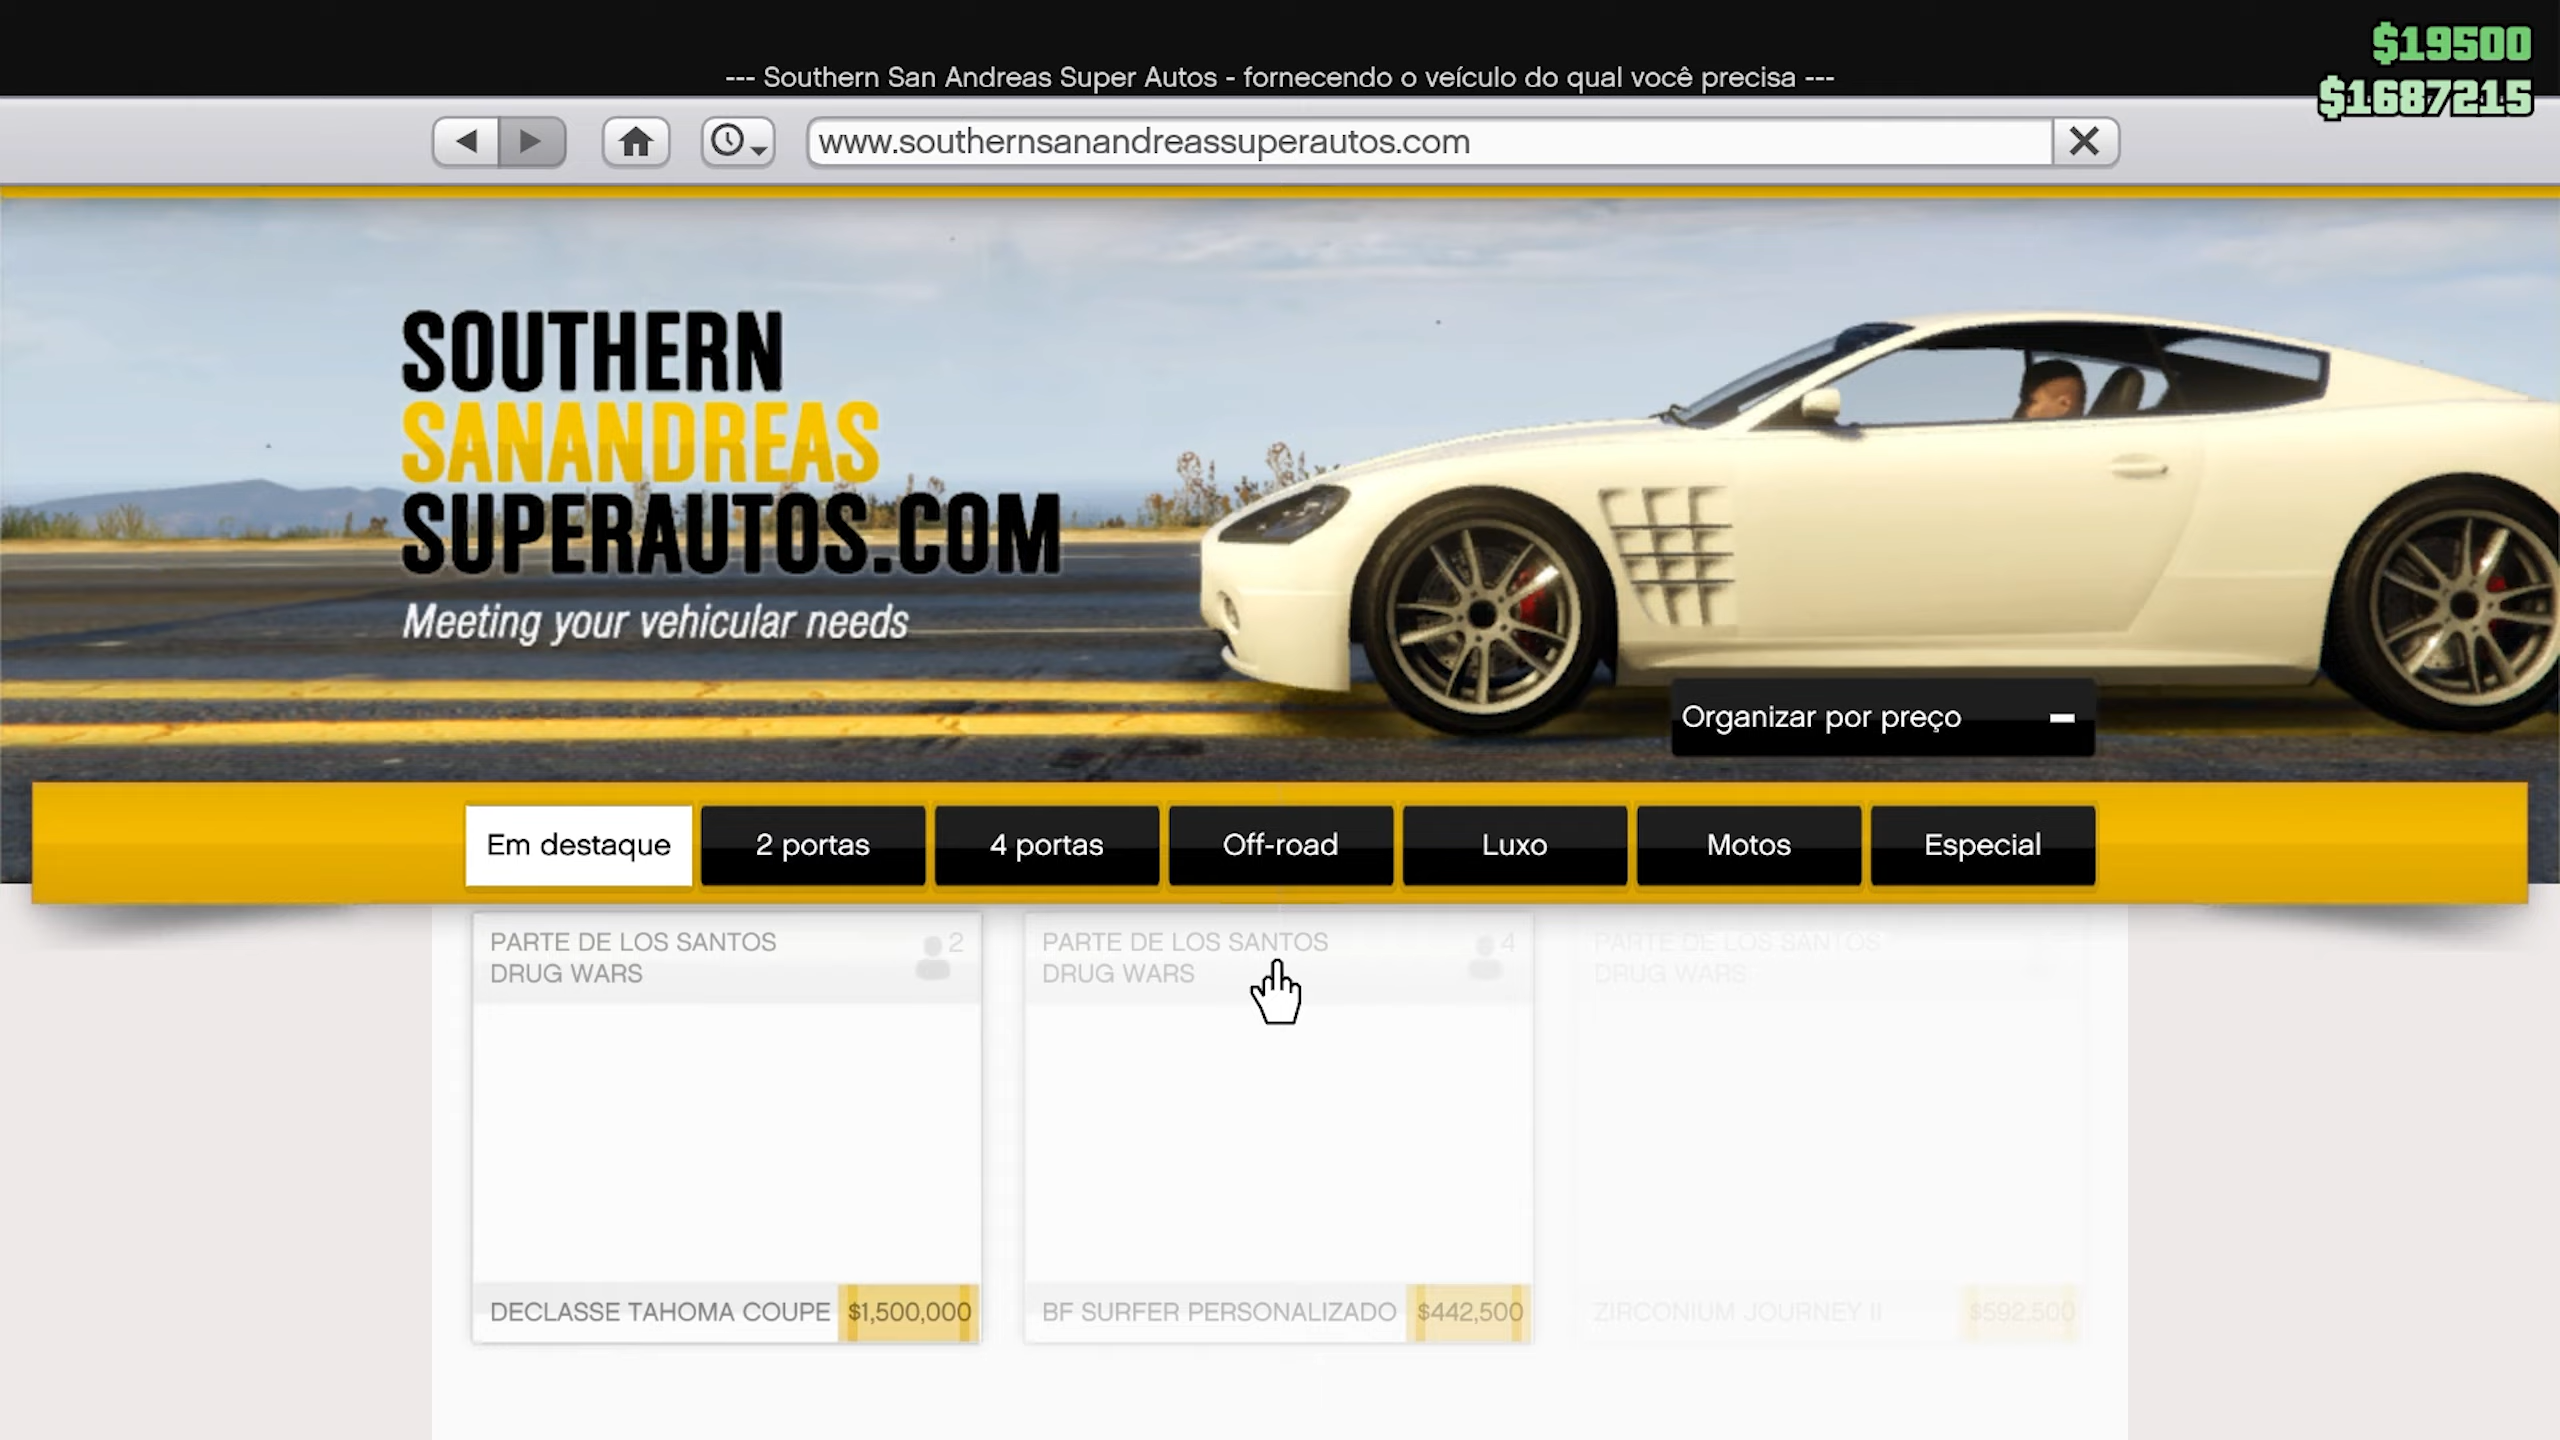 $19500
--- Southern San Andreas Super Autos - fornecendo o veículo do qual você precisa ---
$1687215
www.southernsanandreassuperautos.com
SOUTHERN
SANANDREAS
SUPERAUTOS.COM
Meeting your vehicular needs
Organizar por preço
Em destaque
2 portas
4 portas
Off-road
Luxo
Motos
Especial
PARTE DE LOS SANTOS
DRUG WARS
2
PARTE DE LOS SANTOS
DRUG WARS
4
PARTE DE LOS SANTOS
DRUG WARS
DECLASSE TAHOMA COUPE
$1,500,000
BF SURFER PERSONALIZADO
$442,500
ZIRCONIUM JOURNEY II
$592,500